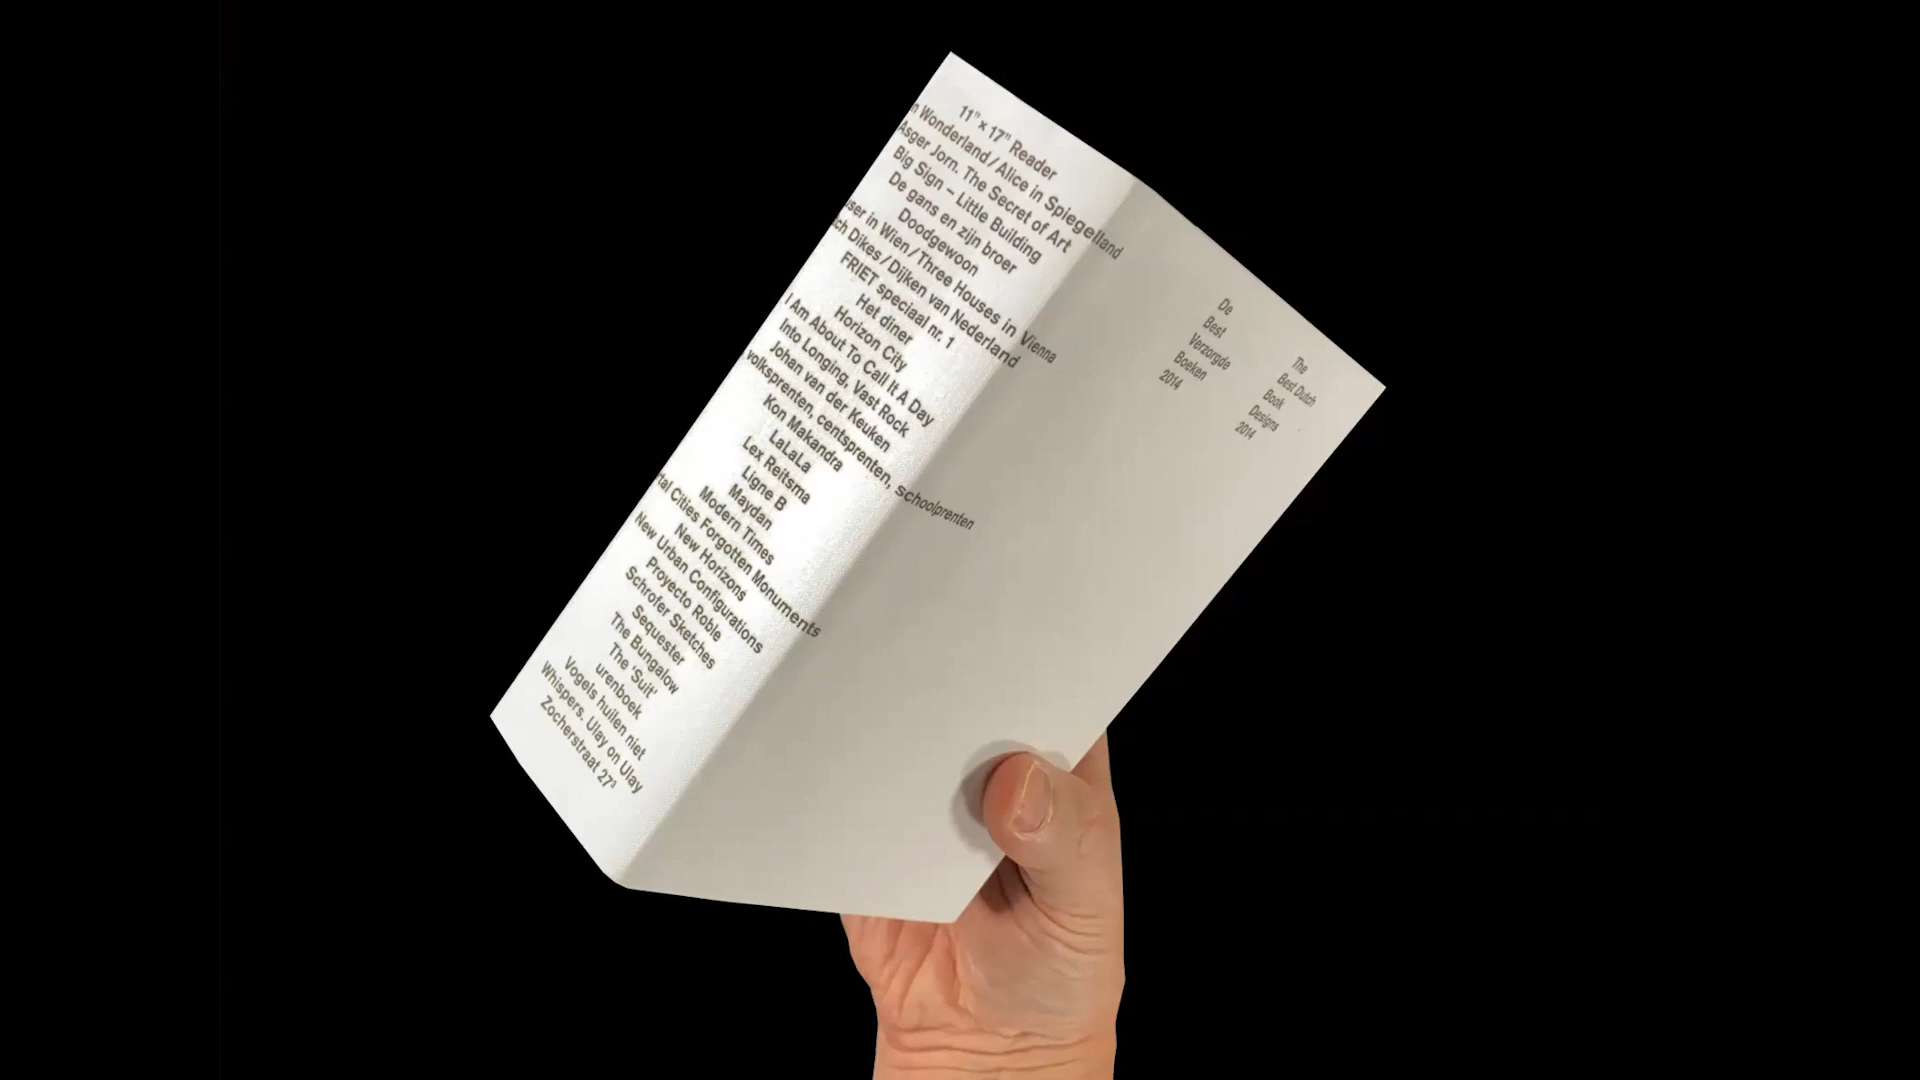 11" x 17" Reader
n Wonderland / Alice in Spiegelland
Asger Jorn. The Secret of Art
Big Sign – Little Building
De gans en zijn broer
Doodgewoon
user in Wien / Three Houses in Vienna
ch Dikes / Dijken van Nederland
FRIET speciaal nr. 1
Het diner
Horizon City
I Am About To Call It A Day
Into Longing, Vast Rock
Johan van der Keuken
volksprenten, centsprenten, schoolprenten
Kon Makandra
LaLaLa
Lex Reitsma
Ligne B
Maydan
Modern Times
tal Cities Forgotten Monuments
New Horizons
New Urban Configurations
Proyecto Roble
Schrofer Sketches
Sequester
The Bungalow
The 'Suit'
urenboek
Vogels huilen niet
Whispers. Ulay on Ulay
Zocherstraat 27³
De
Best
Verzorgde
Boeken
2014
The
Best Dutch
Book
Designs
2014